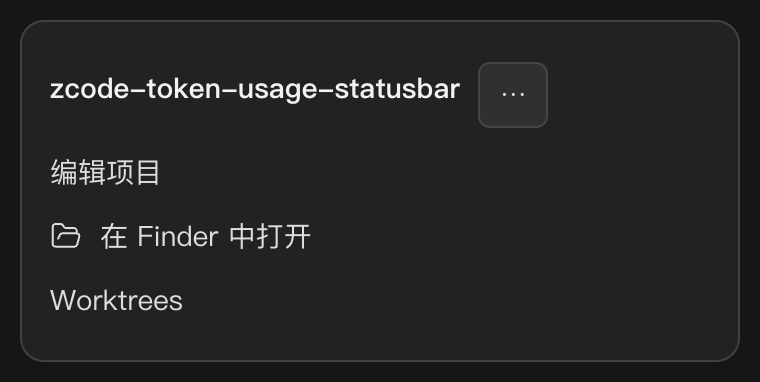 zcode-token-usage-statusbar ...
编辑项目
在 Finder 中打开
Worktrees